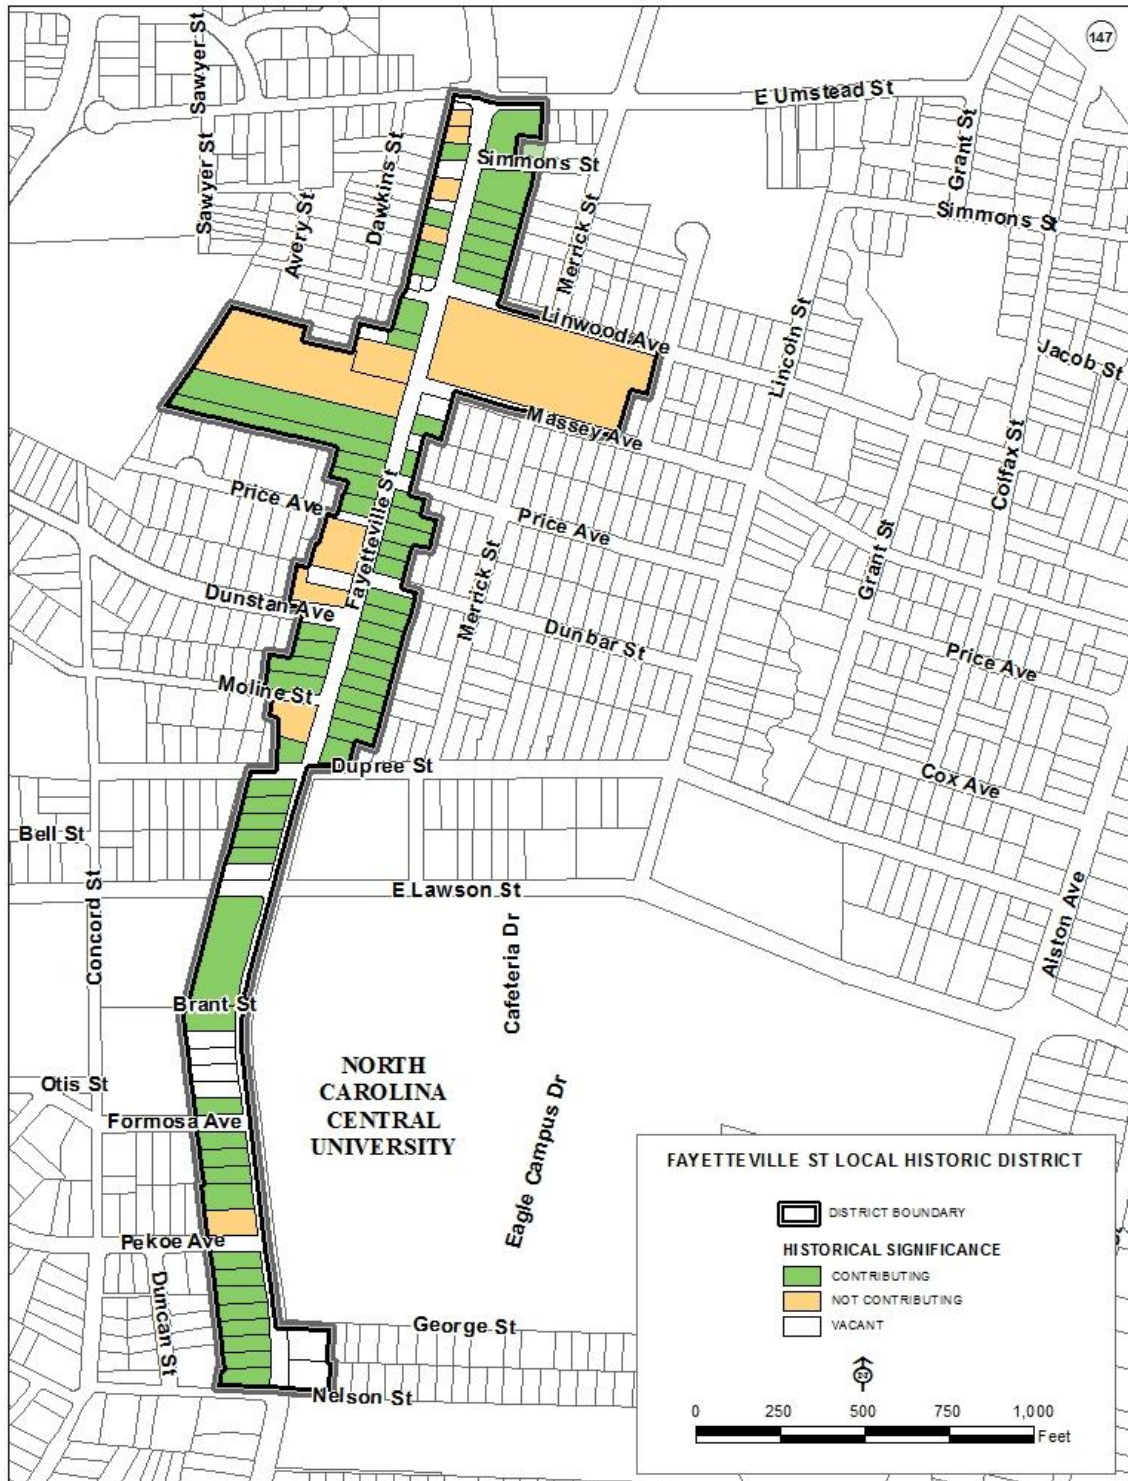 147
Sawyer St
E Umstead St
Sawyer St
Dawkins St
Simmons St
Grant St
Avery St
Merrick St
Simmons St
Linwood Ave
Lincoln St
Jacob St
Massey Ave
Colfax St
Price Ave
Fayetteville St
Price Ave
Grant St
Merrick St
Dunstan Ave
Dunbar St
Price Ave
Moline St
Dupree St
Cox Ave
Bell St
E Lawson St
Concord St
Alston Ave
Cafeteria Dr
Brant St
NORTH
CAROLINA
CENTRAL
UNIVERSITY
Otis St
Formosa Ave
Eagle Campus Dr
Pekoe Ave
Duncan St
George St
Nelson St
FAYETTEVILLE ST LOCAL HISTORIC DISTRICT
DISTRICT BOUNDARY
HISTORICAL SIGNIFICANCE
CONTRIBUTING
NOT CONTRIBUTING
VACANT
0 250 500 750 1,000
Feet